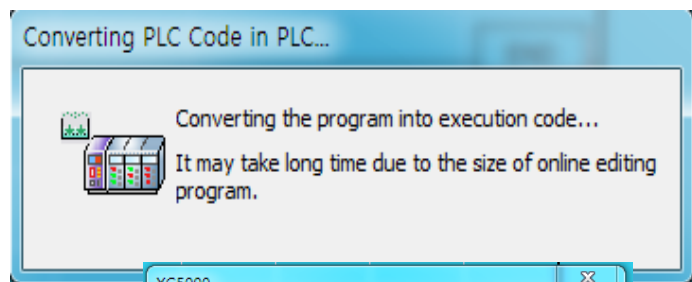 Converting PLC Code in PLC...
Converting the program into execution code...
It may take long time due to the size of online editing
program.
XG5000